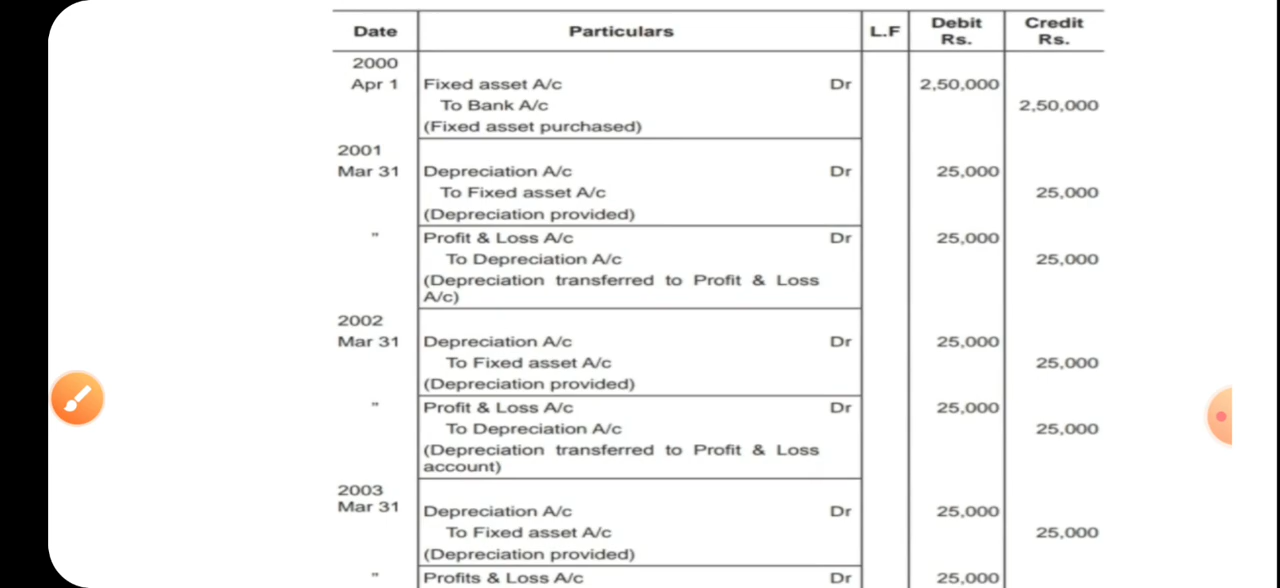 Date Particulars L.F Debit Rs. Credit Rs.
2000
Apr 1 Fixed asset A/c Dr 2,50,000
To Bank A/c 2,50,000
(Fixed asset purchased)
2001
Mar 31 Depreciation A/c Dr 25,000
To Fixed asset A/c 25,000
(Depreciation provided)
" Profit & Loss A/c Dr 25,000
To Depreciation A/c 25,000
(Depreciation transferred to Profit & Loss
A/c)
2002
Mar 31 Depreciation A/c Dr 25,000
To Fixed asset A/c 25,000
(Depreciation provided)
" Profit & Loss A/c Dr 25,000
To Depreciation A/c 25,000
(Depreciation transferred to Profit & Loss
account)
2003
Mar 31 Depreciation A/c Dr 25,000
To Fixed asset A/c 25,000
(Depreciation provided)
" Profits & Loss A/c Dr 25,000